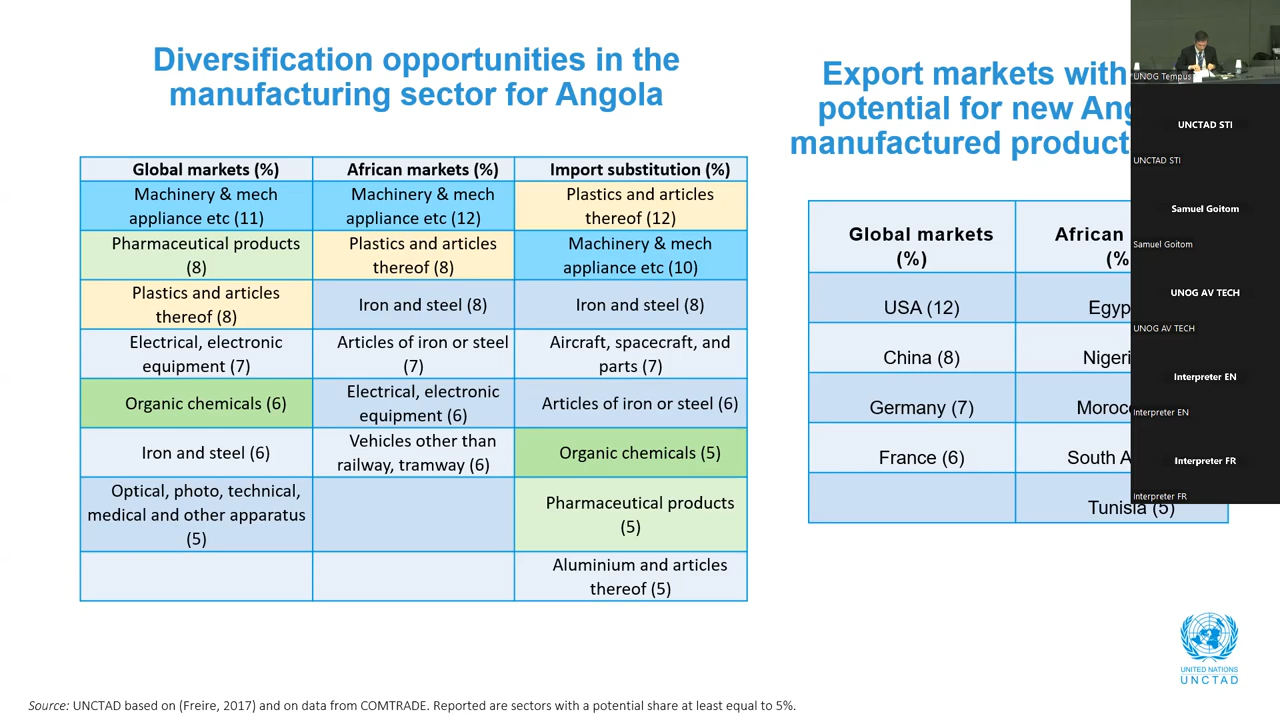 Diversification opportunities in the
manufacturing sector for Angola
Global markets (%)
African markets (%)
Import substitution (%)
Machinery & mech
appliance etc (11)
Machinery & mech
appliance etc (12)
Plastics and articles
thereof (12)
Pharmaceutical products
(8)
Plastics and articles
thereof (8)
Machinery & mech
appliance etc (10)
Plastics and articles
thereof (8)
Iron and steel (8)
Iron and steel (8)
Electrical, electronic
equipment (7)
Articles of iron or steel
(7)
Aircraft, spacecraft, and
parts (7)
Organic chemicals (6)
Electrical, electronic
equipment (6)
Articles of iron or steel (6)
Iron and steel (6)
Vehicles other than
railway, tramway (6)
Organic chemicals (5)
Optical, photo, technical,
medical and other apparatus
(5)
Pharmaceutical products
(5)
Aluminium and articles
thereof (5)
Export markets with
potential for new Ang
manufactured product
Global markets
(%)
African
(%
USA (12)
Egyp
China (8)
Nigeri
Germany (7)
Moroc
France (6)
South A
Tunisia (5)
UNOG Tempus
UNCTAD STI
UNCTAD STI
Samuel Goitom
Samuel Goitom
UNOG AV TECH
UNOG AV TECH
Interpreter EN
Interpreter EN
Interpreter FR
Interpreter FR
UNITED NATIONS
UNCTAD
Source: UNCTAD based on (Freire, 2017) and on data from COMTRADE. Reported are sectors with a potential share at least equal to 5%.